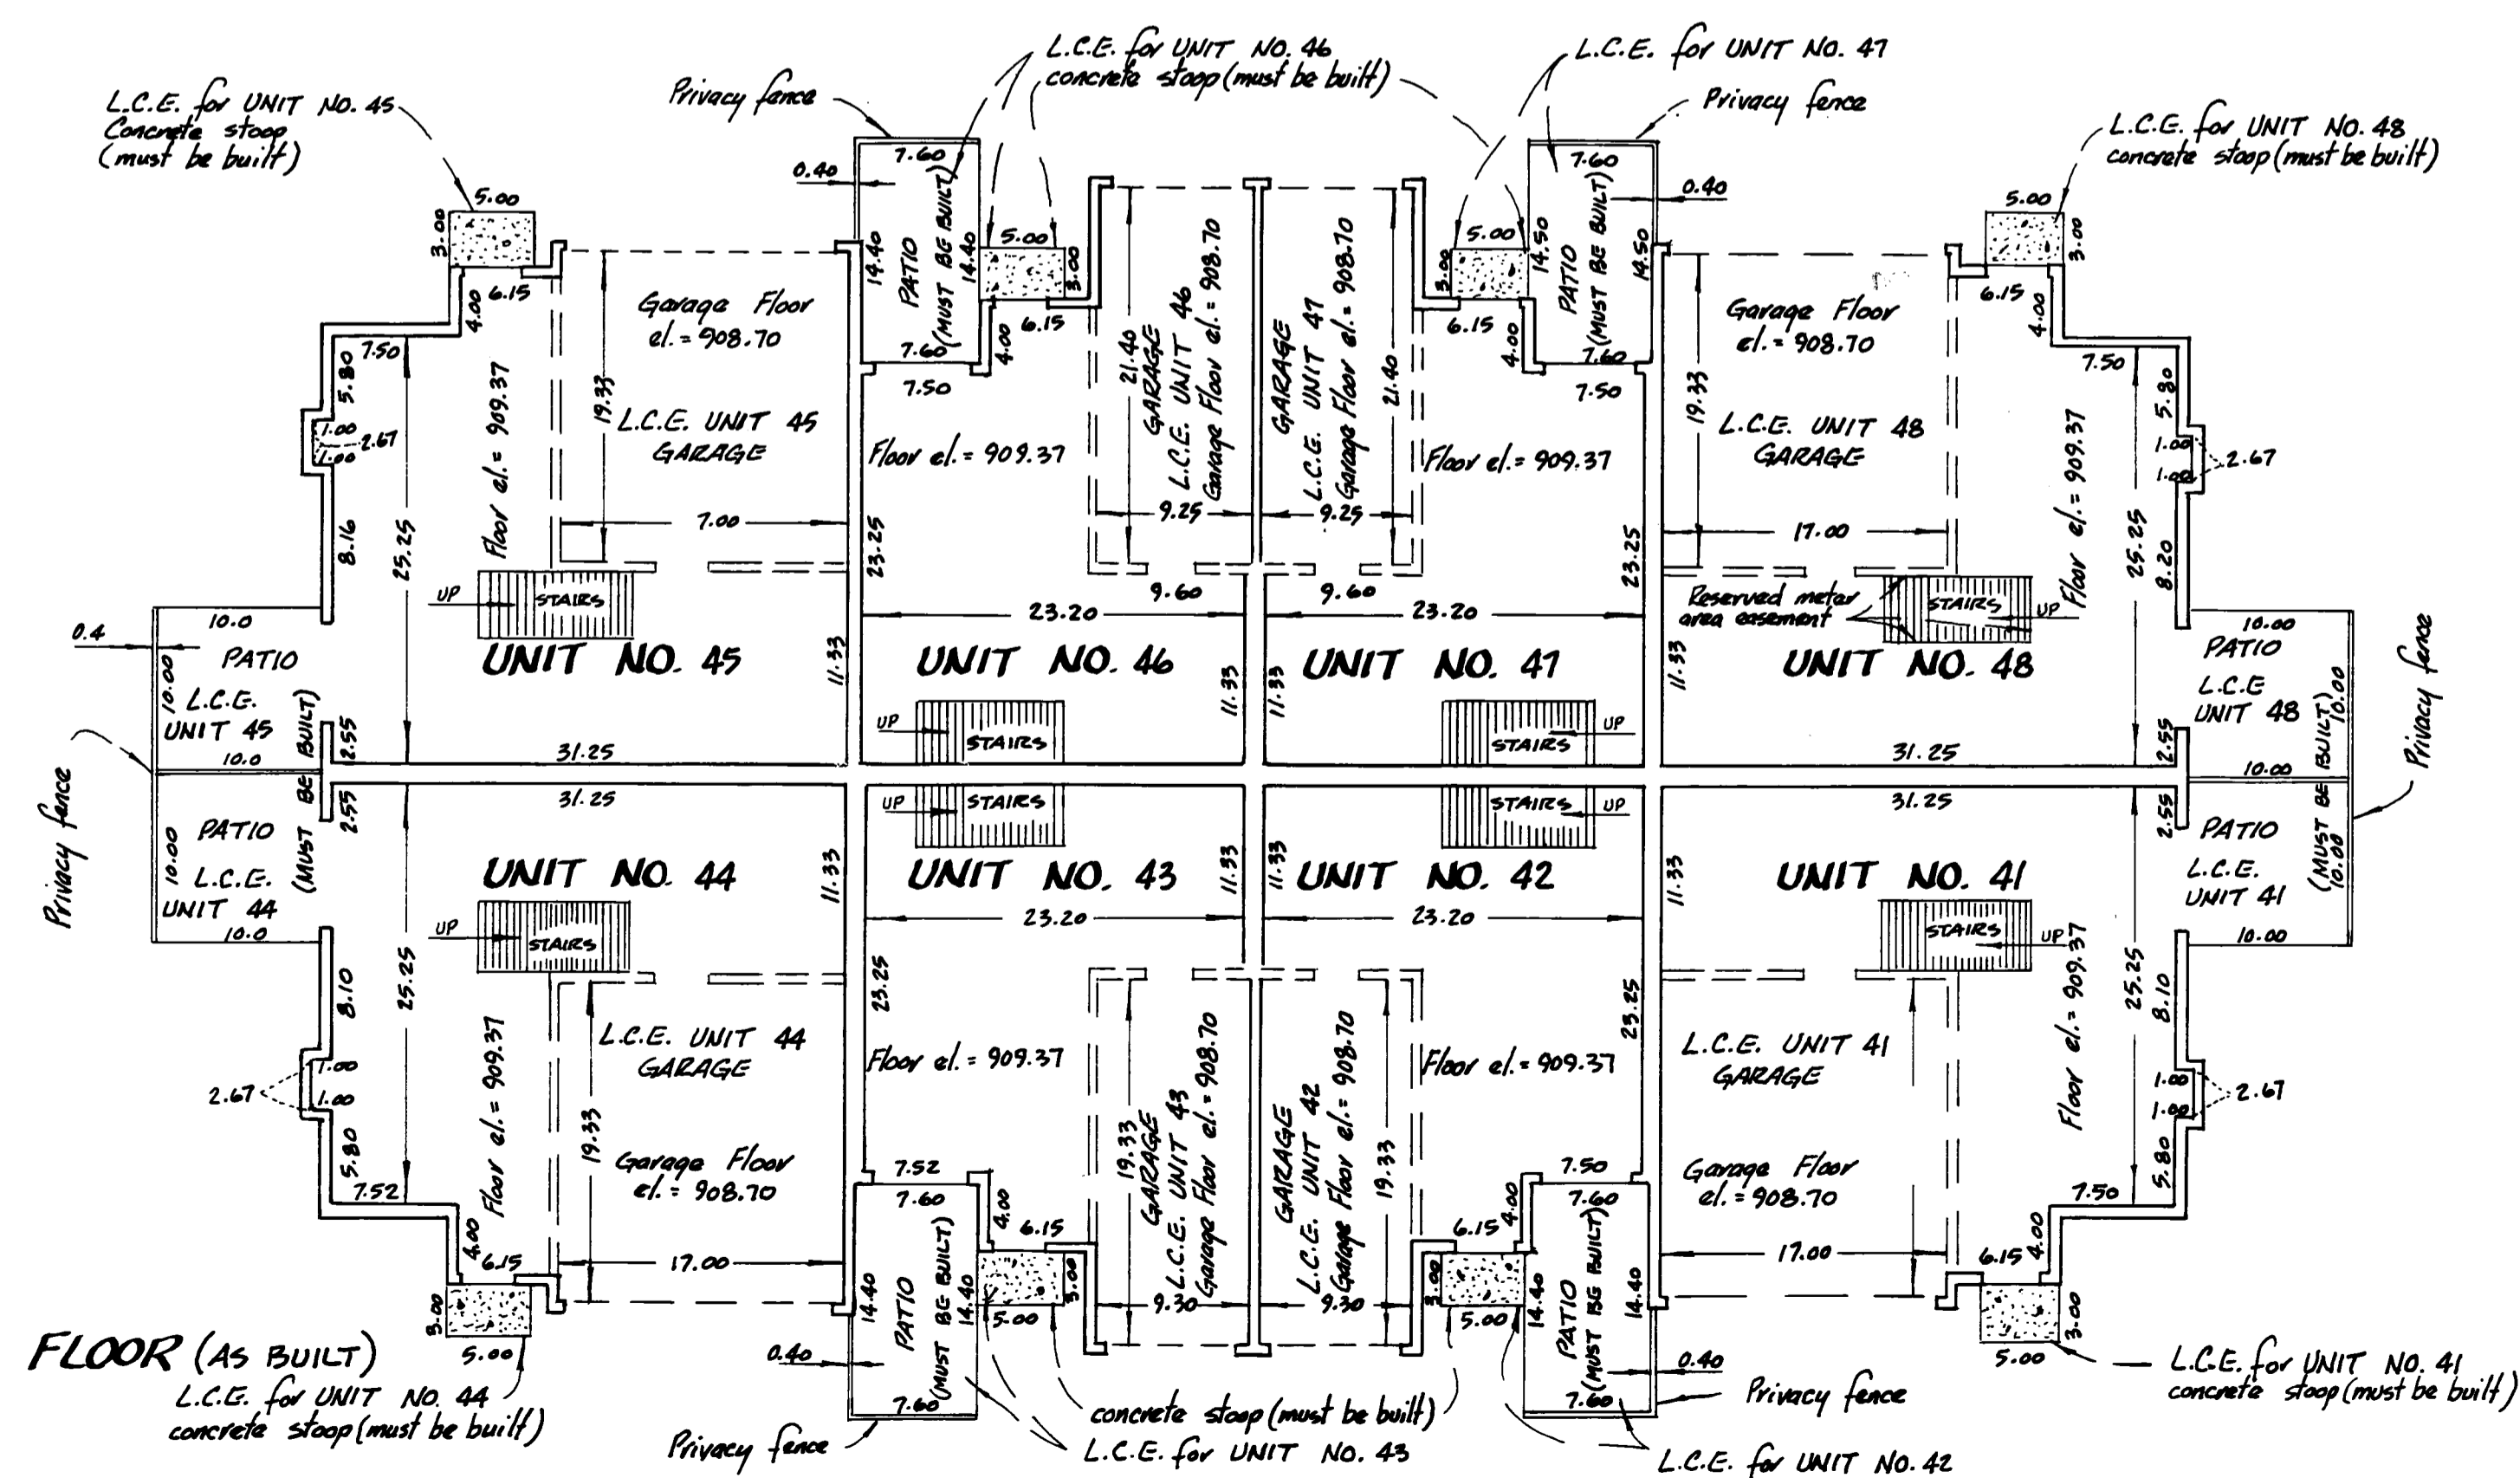 L.C.E. for UNIT NO. 45
Concrete stoop
(must be built)
Privacy fence
L.C.E. for UNIT NO. 46
concrete stoop (must be built)
L.C.E. for UNIT NO. 47
Privacy fence
L.C.E. for UNIT NO. 48
concrete stoop (must be built)
5.00
3.00
4.00
6.15
7.50
5.80
1.00
1.00
2.67
8.16
25.25
Floor el. = 909.37
19.33
Garage Floor
el. = 908.70
L.C.E. UNIT 45
GARAGE
7.00
UP
STAIRS
UNIT NO. 45
11.33
31.25
2.55
0.4
10.0
PATIO
10.00
L.C.E.
UNIT 45
10.0
(MUST BE BUILT)
0.40
7.60
14.40
PATIO
(MUST BE BUILT)
14.40
7.60
7.50
5.00
3.00
4.00
6.15
21.40
GARAGE
L.C.E. UNIT 46
Garage Floor el. = 908.70
9.25
Floor el. = 909.37
23.25
9.60
23.20
UNIT NO. 46
11.33
UP
STAIRS
GARAGE
L.C.E. UNIT 47
Garage Floor el. = 908.70
21.40
9.25
5.00
3.00
6.15
4.00
7.60
14.50
PATIO
(MUST BE BUILT)
14.50
7.60
0.40
7.50
Floor el. = 909.37
23.25
9.60
23.20
11.33
UNIT NO. 47
UP
STAIRS
5.00
3.00
6.15
4.00
7.50
Garage Floor
el. = 908.70
19.33
L.C.E. UNIT 48
GARAGE
17.00
Floor el. = 909.37
25.25
5.80
1.00
1.00
2.67
8.20
Reserved meter
area easement
STAIRS
UP
11.33
UNIT NO. 48
31.25
2.55
10.00
PATIO
L.C.E
UNIT 48
10.00
10.00
(MUST BE BUILT)
Privacy fence
Privacy fence
PATIO
10.00
L.C.E.
UNIT 44
10.0
2.55
31.25
UNIT NO. 44
11.33
UP
STAIRS
8.10
25.25
Floor el. = 909.37
L.C.E. UNIT 44
GARAGE
2.67
1.00
1.00
5.80
7.52
19.33
Garage Floor
el. = 908.70
4.00
6.15
17.00
3.00
5.00
UP
STAIRS
UNIT NO. 43
11.33
23.20
23.25
Floor el. = 909.37
19.33
GARAGE
L.C.E. UNIT 43
Garage Floor el. = 908.70
9.30
7.52
7.60
4.00
6.15
14.40
PATIO
(MUST BE BUILT)
14.40
3.00
5.00
0.40
7.60
STAIRS
UP
11.33
UNIT NO. 42
23.20
23.25
Floor el. = 909.37
GARAGE
L.C.E. UNIT 42
Garage Floor el. = 908.70
19.33
9.30
7.50
7.60
4.00
6.15
3.00
5.00
14.40
PATIO
(MUST BE BUILT)
14.40
0.40
7.60
31.25
2.55
11.33
UNIT NO. 41
STAIRS
UP
PATIO
L.C.E.
UNIT 41
10.00
10.00
L.C.E. UNIT 41
GARAGE
Floor el. = 909.37
25.25
8.10
1.00
1.00
2.67
5.80
Garage Floor
el. = 908.70
7.50
17.00
6.15
4.00
3.00
5.00
FLOOR (AS BUILT)
L.C.E. for UNIT NO. 44
concrete stoop (must be built)
Privacy fence
concrete stoop (must be built)
L.C.E. for UNIT NO. 43
Privacy fence
L.C.E. for UNIT NO. 42
L.C.E. for UNIT NO. 41
concrete stoop (must be built)